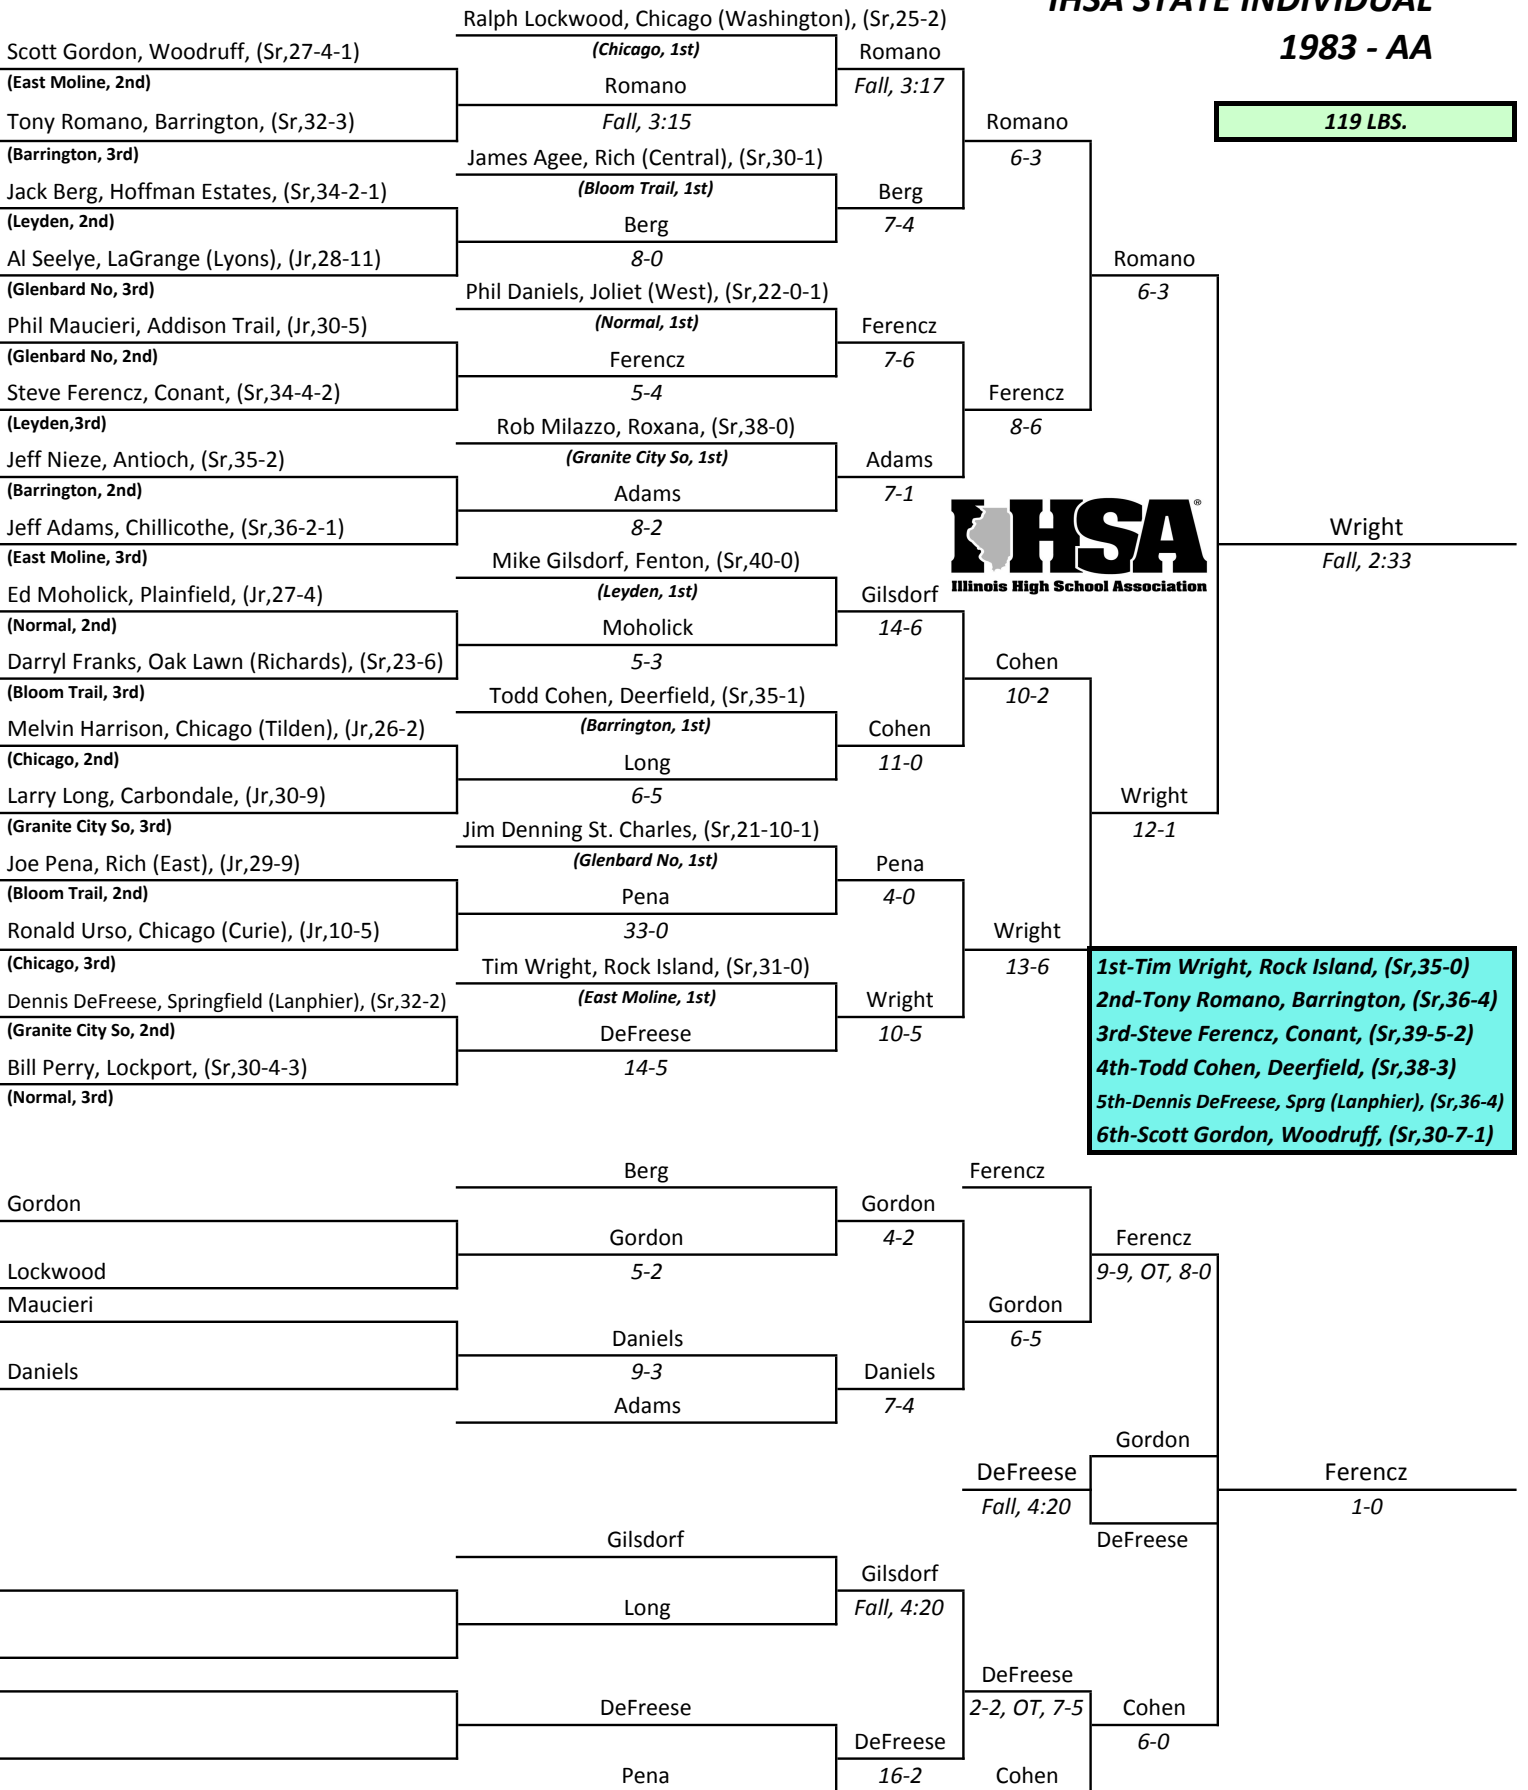 IHSA STATE INDIVIDUAL
1983 - AA
119 LBS.
Ralph Lockwood, Chicago (Washington), (Sr,25-2)
Scott Gordon, Woodruff, (Sr,27-4-1)
(Chicago, 1st)
Romano
(East Moline, 2nd)
Romano
Fall, 3:17
Tony Romano, Barrington, (Sr,32-3)
Fall, 3:15
Romano
(Barrington, 3rd)
James Agee, Rich (Central), (Sr,30-1)
6-3
Jack Berg, Hoffman Estates, (Sr,34-2-1)
(Bloom Trail, 1st)
Berg
(Leyden, 2nd)
Berg
7-4
Al Seelye, LaGrange (Lyons), (Jr,28-11)
8-0
Romano
(Glenbard No, 3rd)
Phil Daniels, Joliet (West), (Sr,22-0-1)
6-3
Phil Maucieri, Addison Trail, (Jr,30-5)
(Normal, 1st)
Ferencz
(Glenbard No, 2nd)
Ferencz
7-6
Steve Ferencz, Conant, (Sr,34-4-2)
5-4
Ferencz
(Leyden,3rd)
Rob Milazzo, Roxana, (Sr,38-0)
8-6
Jeff Nieze, Antioch, (Sr,35-2)
(Granite City So, 1st)
Adams
(Barrington, 2nd)
Adams
7-1
IHSA
®
Illinois High School Association
Jeff Adams, Chillicothe, (Sr,36-2-1)
8-2
Wright
(East Moline, 3rd)
Mike Gilsdorf, Fenton, (Sr,40-0)
Fall, 2:33
Ed Moholick, Plainfield, (Jr,27-4)
(Leyden, 1st)
Gilsdorf
(Normal, 2nd)
Moholick
14-6
Darryl Franks, Oak Lawn (Richards), (Sr,23-6)
5-3
Cohen
(Bloom Trail, 3rd)
Todd Cohen, Deerfield, (Sr,35-1)
10-2
Melvin Harrison, Chicago (Tilden), (Jr,26-2)
(Barrington, 1st)
Cohen
(Chicago, 2nd)
Long
11-0
Larry Long, Carbondale, (Jr,30-9)
6-5
Wright
(Granite City So, 3rd)
Jim Denning St. Charles, (Sr,21-10-1)
12-1
Joe Pena, Rich (East), (Jr,29-9)
(Glenbard No, 1st)
Pena
(Bloom Trail, 2nd)
Pena
4-0
Ronald Urso, Chicago (Curie), (Jr,10-5)
33-0
Wright
(Chicago, 3rd)
Tim Wright, Rock Island, (Sr,31-0)
13-6
Dennis DeFreese, Springfield (Lanphier), (Sr,32-2)
(East Moline, 1st)
Wright
(Granite City So, 2nd)
DeFreese
10-5
Bill Perry, Lockport, (Sr,30-4-3)
14-5
(Normal, 3rd)
1st-Tim Wright, Rock Island, (Sr,35-0)
2nd-Tony Romano, Barrington, (Sr,36-4)
3rd-Steve Ferencz, Conant, (Sr,39-5-2)
4th-Todd Cohen, Deerfield, (Sr,38-3)
5th-Dennis DeFreese, Sprg (Lanphier), (Sr,36-4)
6th-Scott Gordon, Woodruff, (Sr,30-7-1)
Berg
Ferencz
Gordon
Gordon
Gordon
4-2
Ferencz
Lockwood
5-2
9-9, OT, 8-0
Maucieri
Gordon
Daniels
6-5
Daniels
9-3
Daniels
Adams
7-4
Gordon
DeFreese
Ferencz
Fall, 4:20
1-0
Gilsdorf
DeFreese
Gilsdorf
Long
Fall, 4:20
DeFreese
DeFreese
2-2, OT, 7-5
Cohen
DeFreese
6-0
Pena
16-2
Cohen